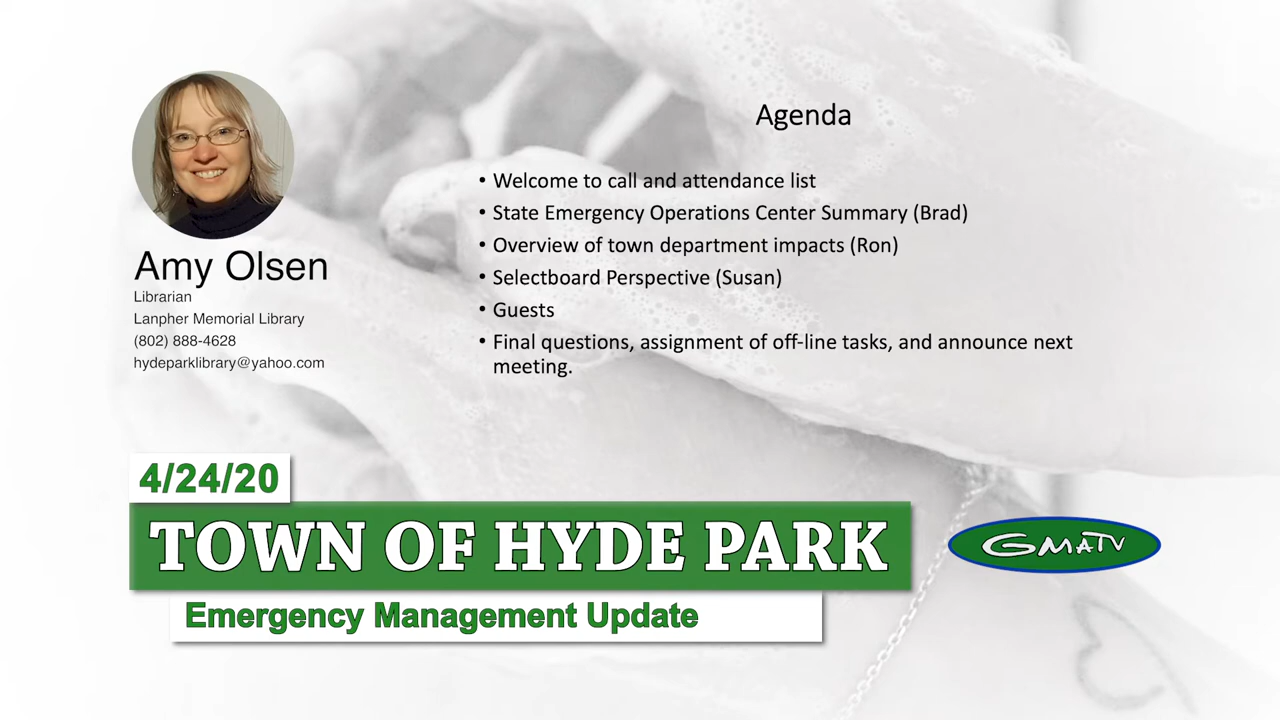 Agenda
• Welcome to call and attendance list
• State Emergency Operations Center Summary (Brad)
• Overview of town department impacts (Ron)
• Selectboard Perspective (Susan)
• Guests
• Final questions, assignment of off-line tasks, and announce next
meeting.
Amy Olsen
Librarian
Lanpher Memorial Library
(802) 888-4628
hydeparklibrary@yahoo.com
4/24/20
TOWN OF HYDE PARK
GMATV
Emergency Management Update